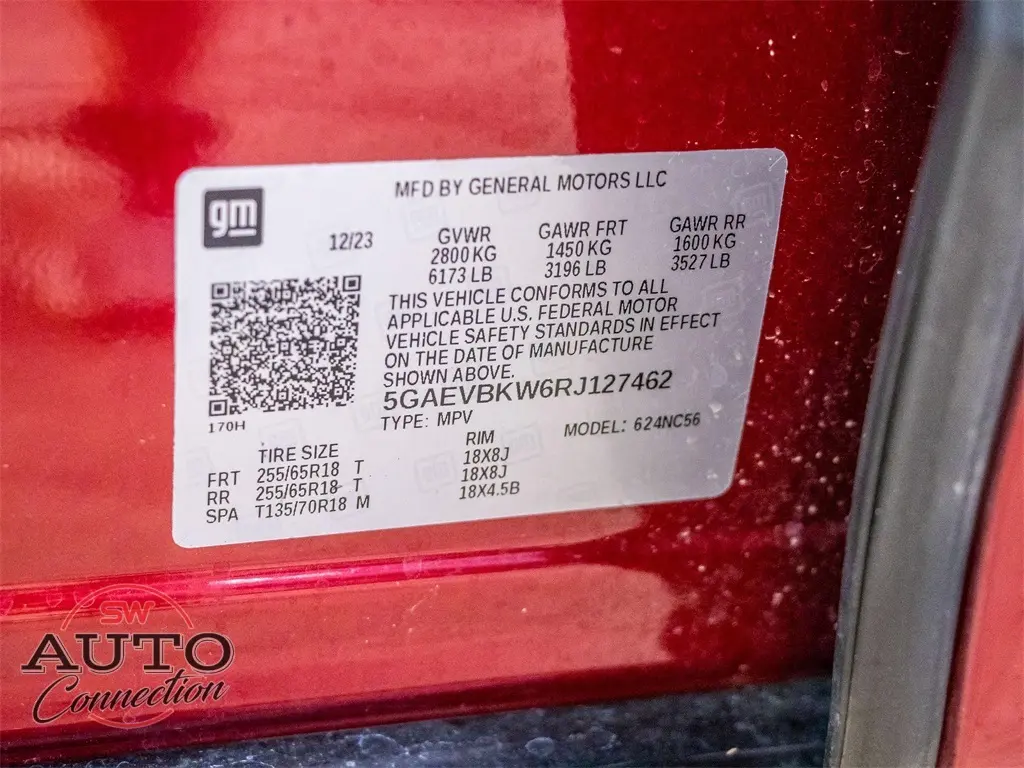 gm
MFD BY GENERAL MOTORS LLC
12/23
GVWR GAWR FRT GAWR RR
2800 KG 1450 KG 1600 KG
6173 LB 3196 LB 3527 LB
THIS VEHICLE CONFORMS TO ALL
APPLICABLE U.S. FEDERAL MOTOR
VEHICLE SAFETY STANDARDS IN EFFECT
ON THE DATE OF MANUFACTURE
SHOWN ABOVE.
5GAEVBKW6RJ127462
170H
TYPE: MPV MODEL: 624NC56
TIRE SIZE RIM
FRT 255/65R18 T 18X8J
RR 255/65R18 T 18X8J
SPA T135/70R18 M 18X4.5B
SW
AUTO
Connection